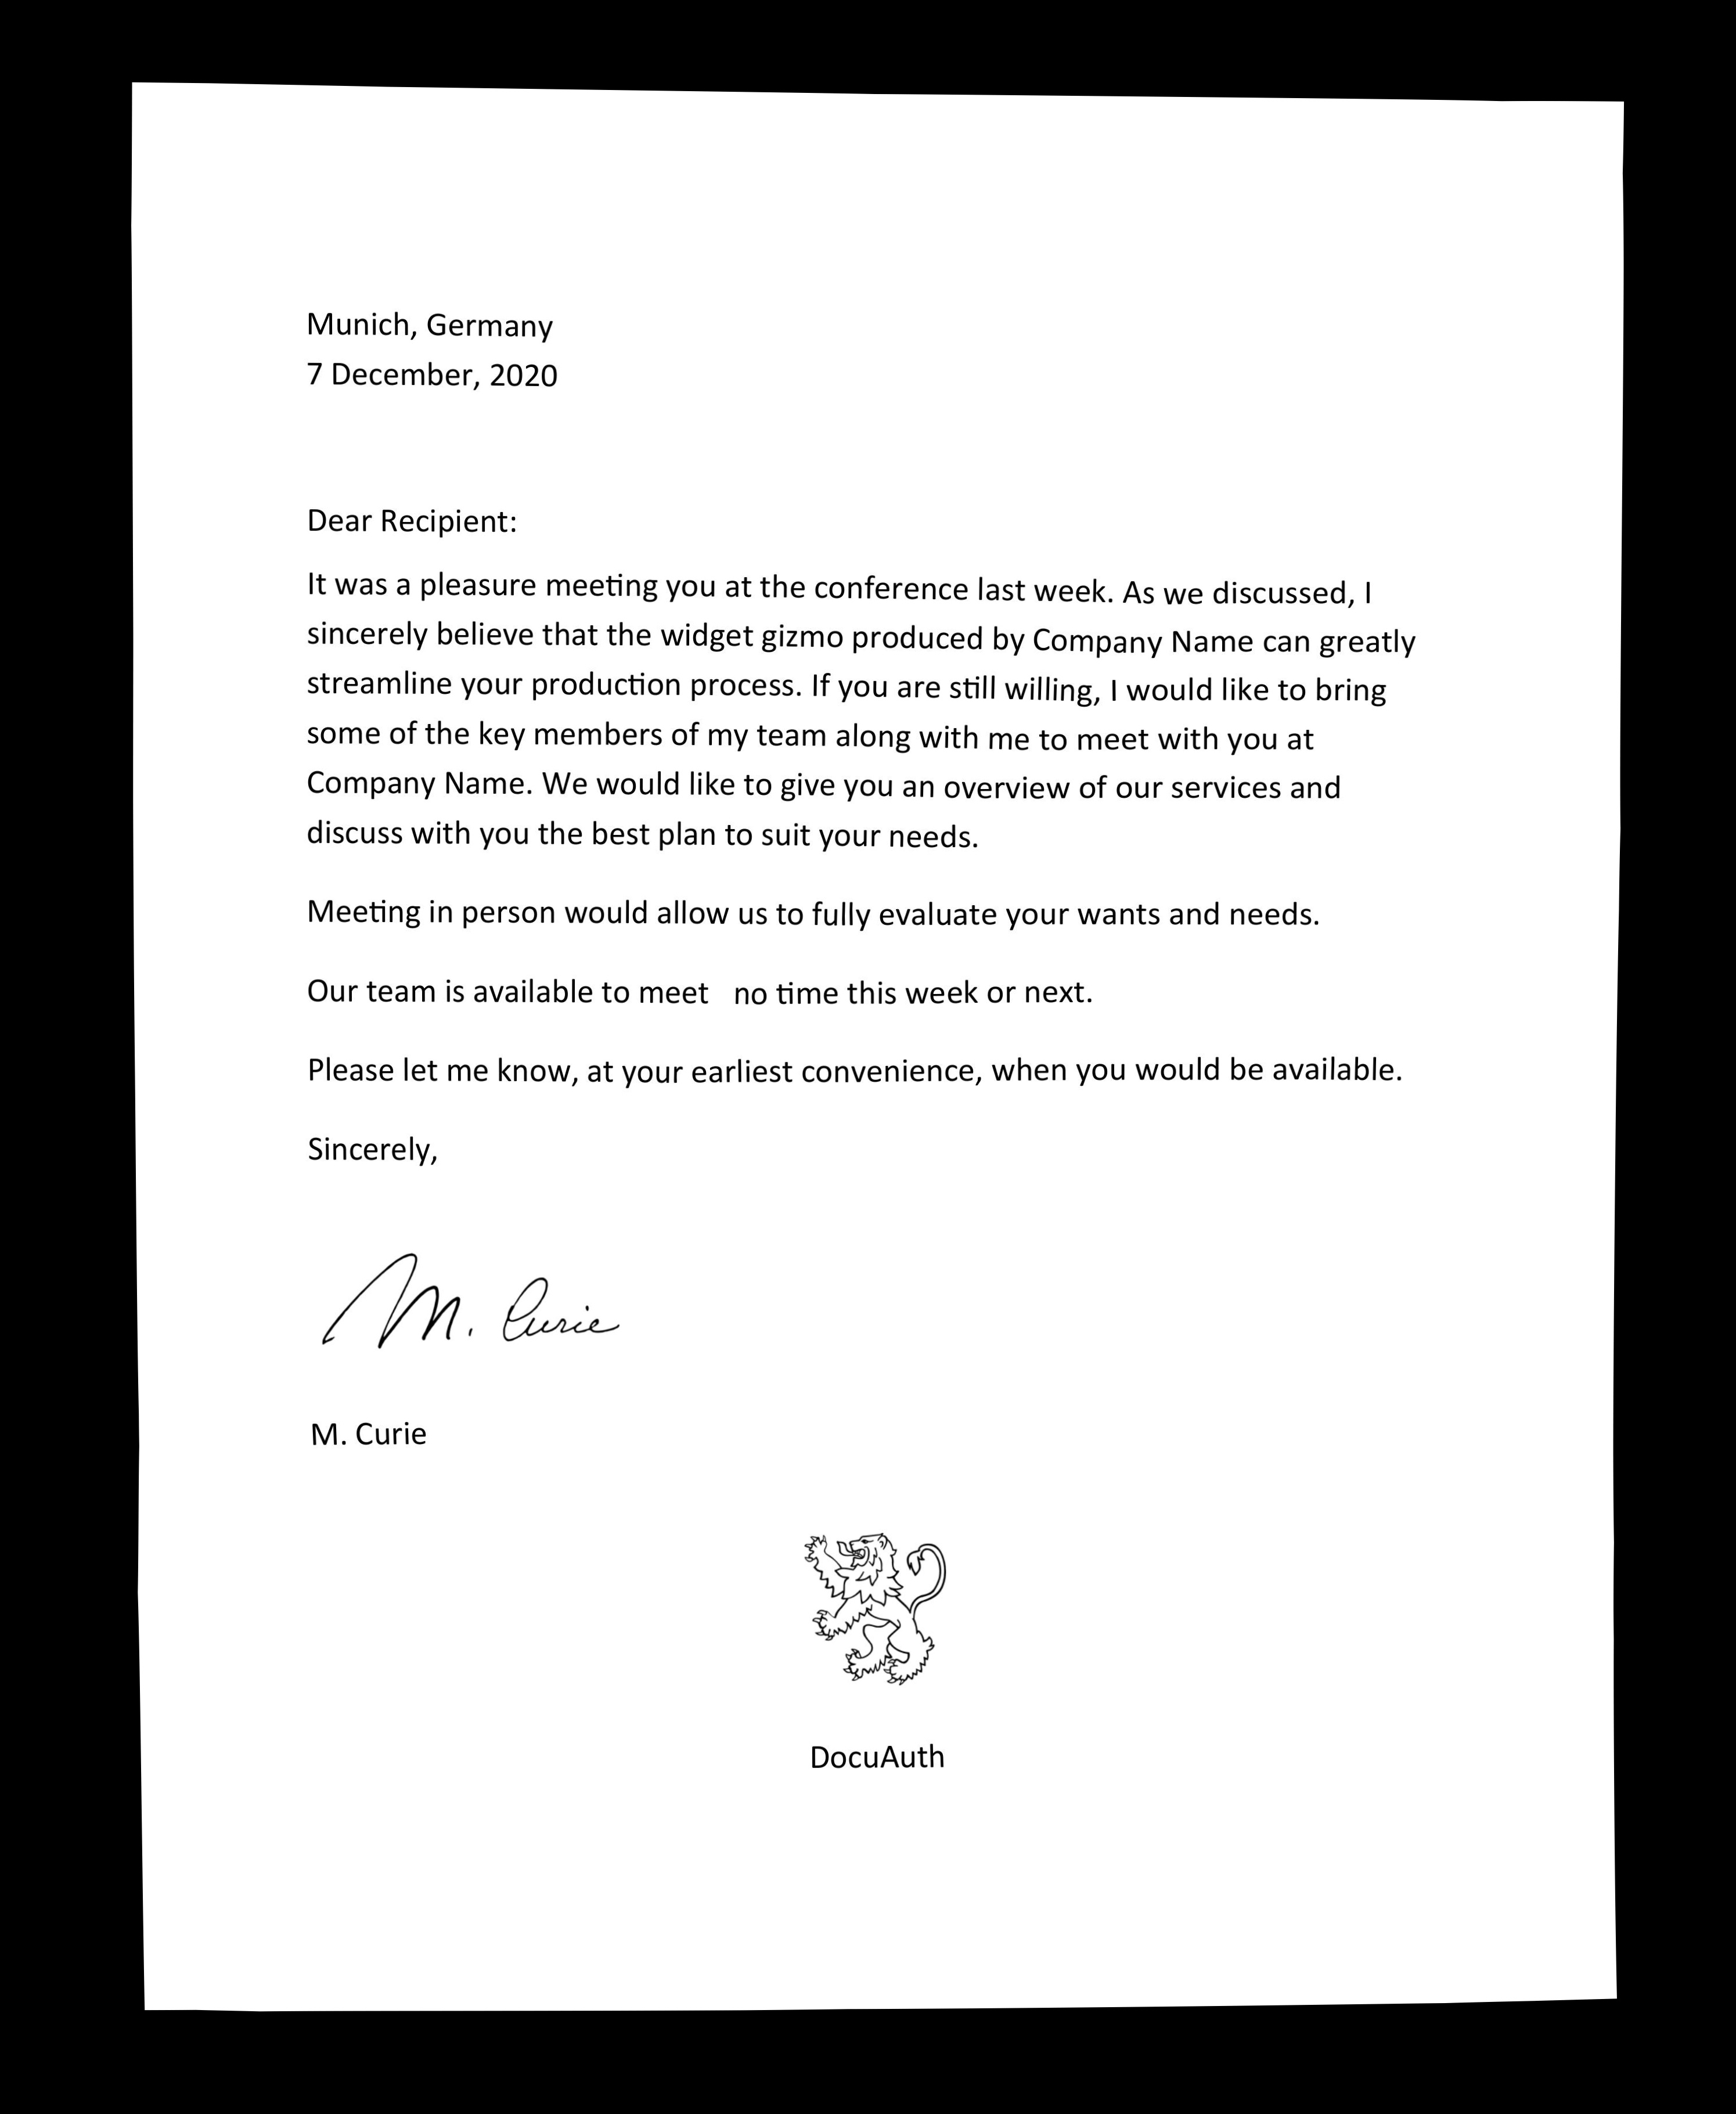 Munich, Germany
7 December, 2020
Dear Recipient:
It was a pleasure meeting you at the conference last week. As we discussed, I
sincerely believe that the widget gizmo produced by Company Name can greatly
streamline your production process. If you are still willing, I would like to bring
some of the key members of my team along with me to meet with you at
Company Name. We would like to give you an overview of our services and
discuss with you the best plan to suit your needs.
Meeting in person would allow us to fully evaluate your wants and needs.
Our team is available to meet no time this week or next.
Please let me know, at your earliest convenience, when you would be available.
Sincerely,
M. Curie
M. Curie
DocuAuth